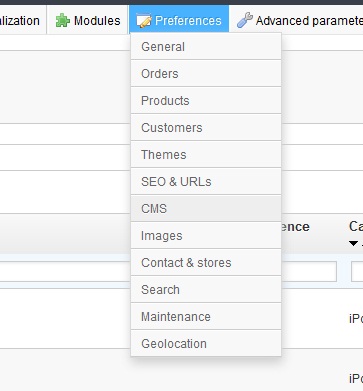 alization Modules Preferences Advanced paramete
General
Orders
Products
Customers
Themes
SEO & URLs
CMS
ence Ca
Images
Contact & stores
Search
Maintenance
iPo
Geolocation
iPo